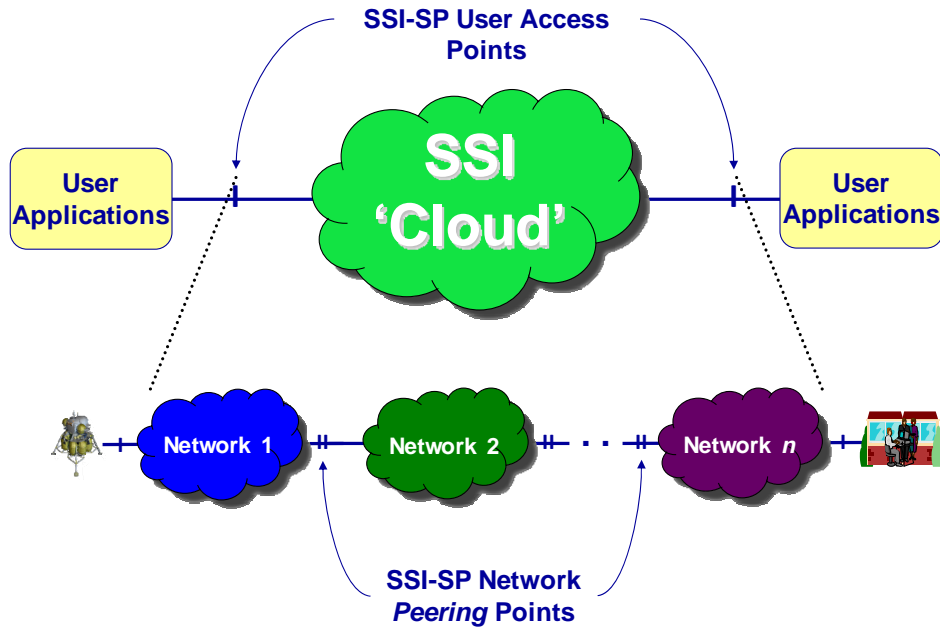 SSI-SP User Access
Points
SSI
‘Cloud’
User
Applications
User
Applications
Network 1
Network 2
Network n
SSI-SP Network
Peering Points